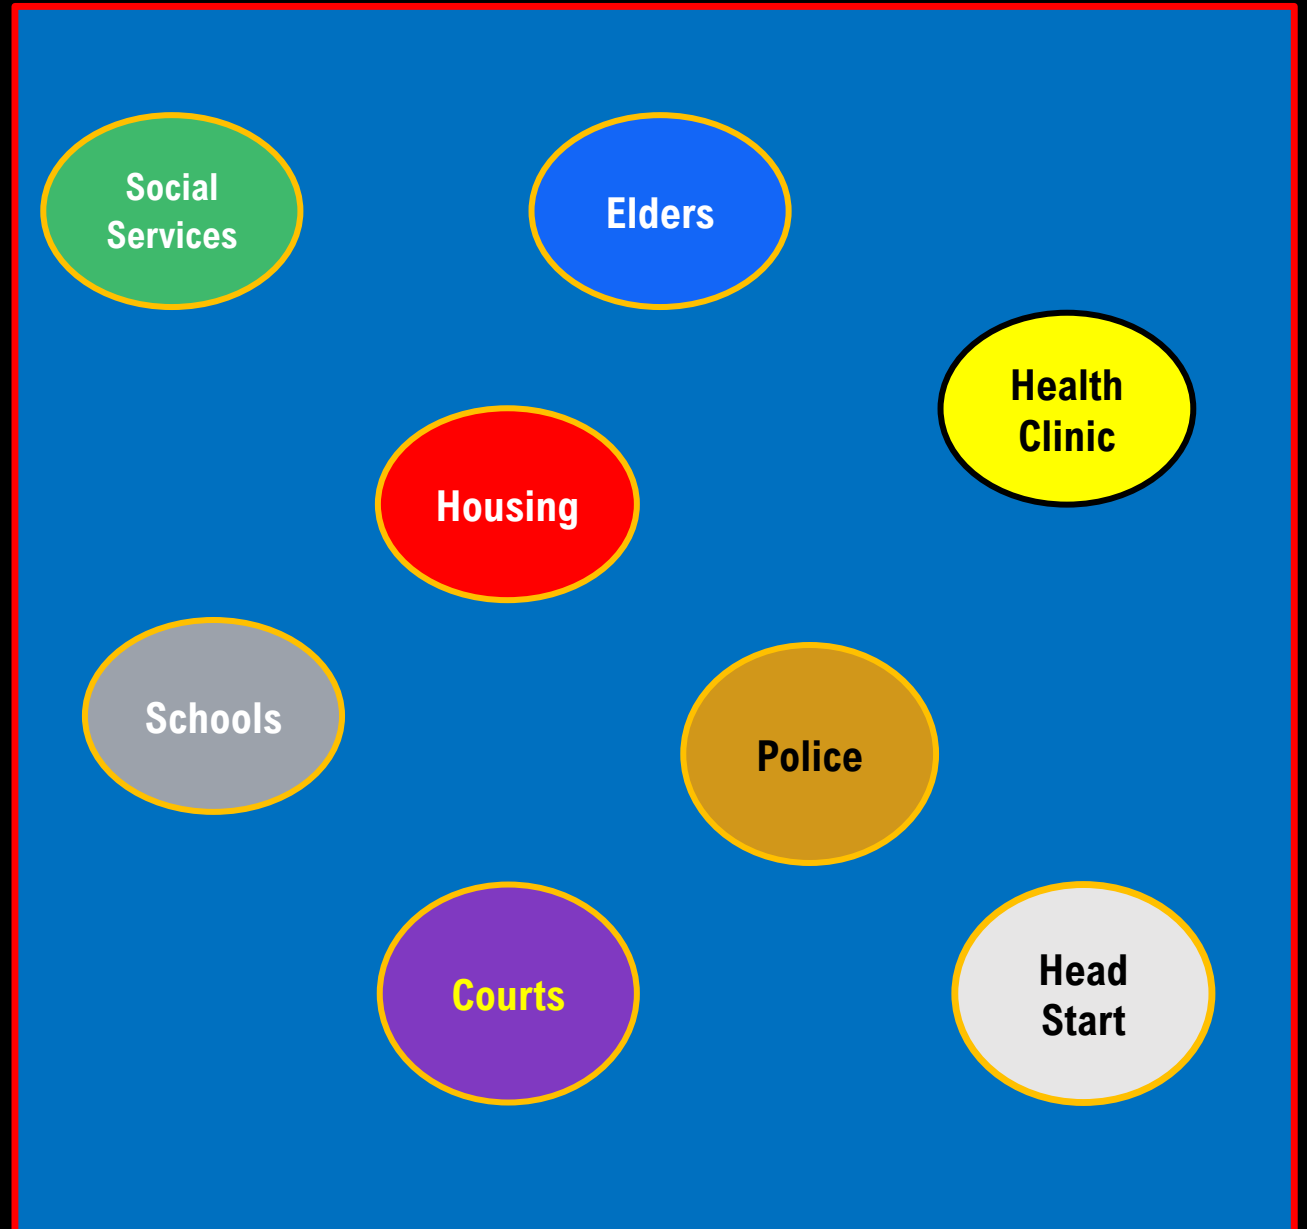 Social
Services
Elders
Health
Clinic
Housing
Schools
Police
Courts
Head
Start